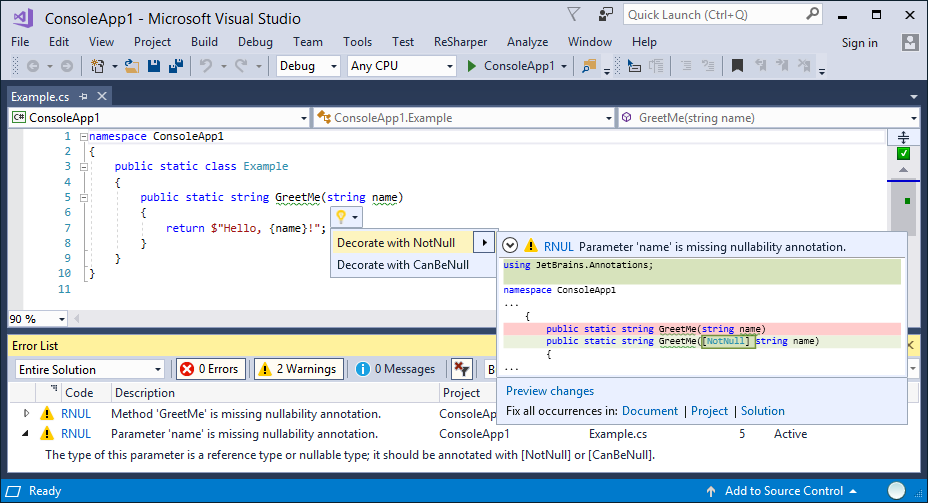 ConsoleApp1 - Microsoft Visual Studio
Quick Launch (Ctrl+Q)
File Edit View Project Build Debug Team Tools Test ReSharper Analyze Window Help Sign in
Debug Any CPU ConsoleApp1
Example.cs
C# ConsoleApp1 ConsoleApp1.Example GreetMe(string name)
1 namespace ConsoleApp1
2 {
3 public static class Example
4 {
5 public static string GreetMe(string name)
6 {
7 return $"Hello, {name}!";
8 }
9 }
10 }
11
Decorate with NotNull
Decorate with CanBeNull
RNUL Parameter 'name' is missing nullability annotation.
using JetBrains.Annotations;
namespace ConsoleApp1
...
{
public static string GreetMe(string name)
public static string GreetMe([NotNull] string name)
{
...
Preview changes
Fix all occurrences in: Document | Project | Solution
90 %
Error List
Entire Solution 0 Errors 2 Warnings 0 Messages B
Code Description Project
RNUL Method 'GreetMe' is missing nullability annotation. ConsoleAp
RNUL Parameter 'name' is missing nullability annotation. ConsoleApp1 Example.cs 5 Active
The type of this parameter is a reference type or nullable type; it should be annotated with [NotNull] or [CanBeNull].
Ready Add to Source Control